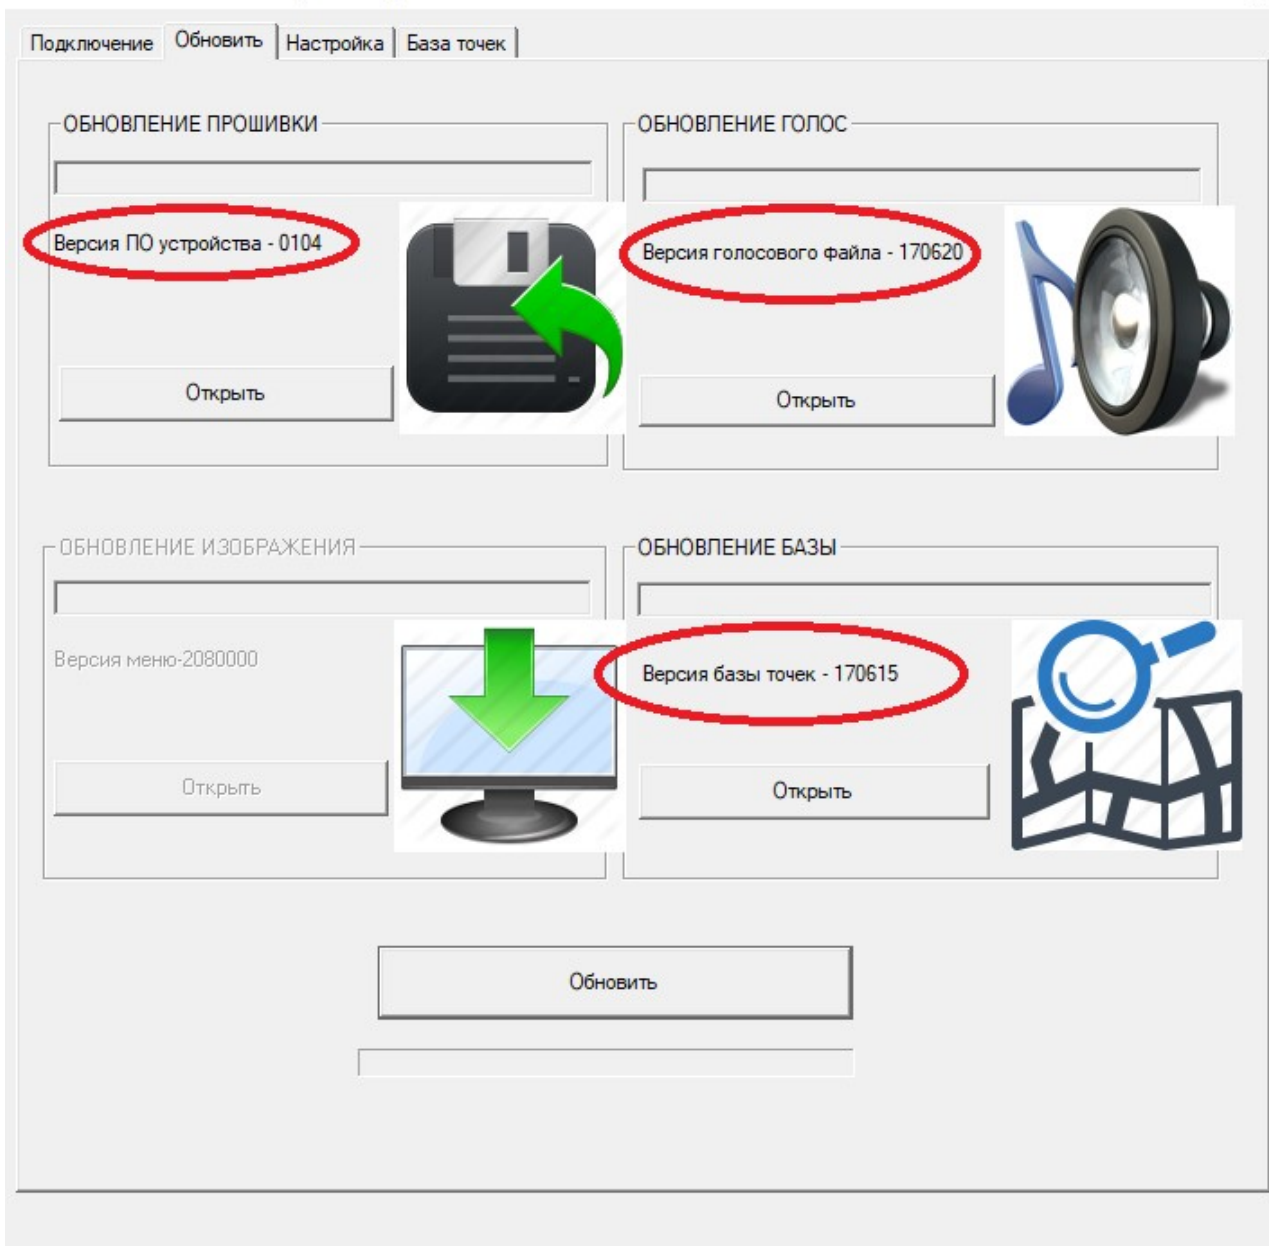 Подключение Обновить Настройка База точек
ОБНОВЛЕНИЕ ПРОШИВКИ
Версия ПО устройства - 0104
Открыть
ОБНОВЛЕНИЕ ГОЛОС
Версия голосового файла - 170620
Открыть
ОБНОВЛЕНИЕ ИЗОБРАЖЕНИЯ
Версия меню-2080000
Открыть
ОБНОВЛЕНИЕ БАЗЫ
Версия базы точек - 170615
Открыть
Обновить